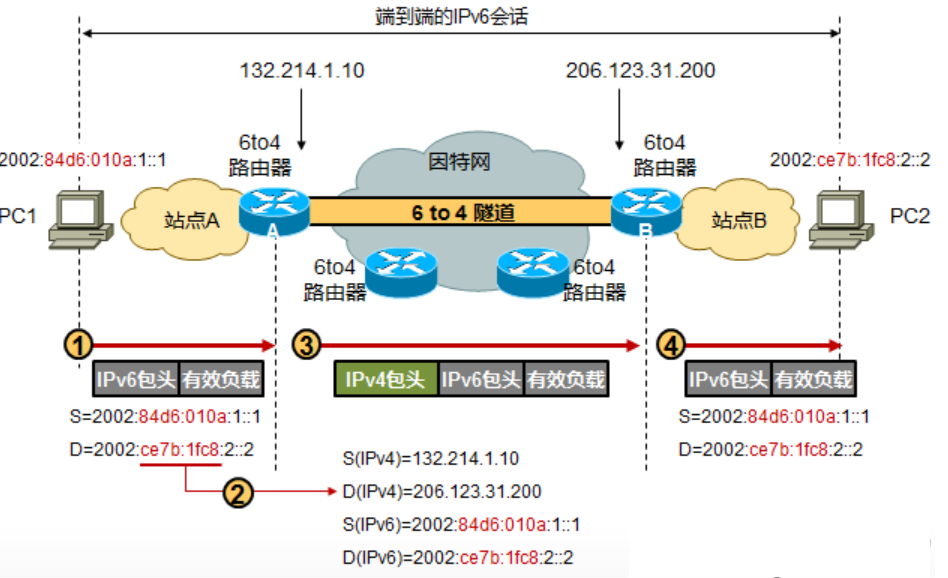 端到端的IPv6会话
132.214.1.10
206.123.31.200
2002:84d6:010a:1::1
6to4
路由器
因特网
6to4
路由器
2002:ce7b:1fc8:2::2
PC1
站点A
A
6 to 4 隧道
B
站点B
PC2
6to4
路由器
6to4
路由器
1
3
4
IPv6包头 有效负载
IPv4包头 IPv6包头 有效负载
IPv6包头 有效负载
S=2002:84d6:010a:1::1
D=2002:ce7b:1fc8:2::2
S=2002:84d6:010a:1::1
D=2002:ce7b:1fc8:2::2
2
S(IPv4)=132.214.1.10
D(IPv4)=206.123.31.200
S(IPv6)=2002:84d6:010a:1::1
D(IPv6)=2002:ce7b:1fc8:2::2